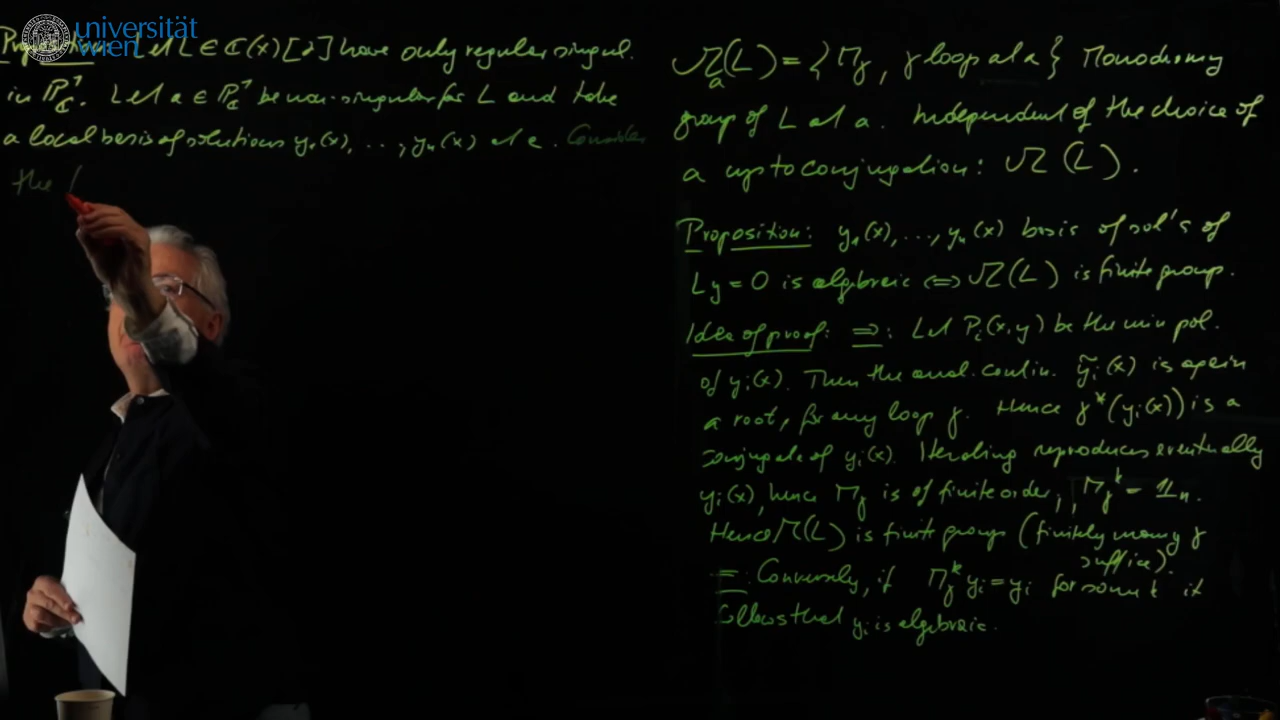 universität
wien
Proposition: Let L ∈ ℂ(x)[∂] have only regular singul.
in ℙ¹_ℂ. Let a ∈ ℙ¹_ℂ be non-singular for L and take
a local basis of solutions y₁(x), ..., yₙ(x) at a. Consider
the
ℳₐ(L) = { M_γ, γ loop at a } Monodromy
group of L at a. Independent of the choice of
a up to conjugation: ℳ(L).
Proposition: y₁(x), ..., yₙ(x) basis of sol's of
Ly = 0 is algebraic ⇔ ℳ(L) is finite group.
Idea of proof: ⇒: Let Pᵢ(x,y) be the min pol.
of yᵢ(x). Then the anal. contin. ỹᵢ(x) is again
a root, for any loop γ. Hence γ*(yᵢ(x)) is a
conjugate of yᵢ(x). Iterating reproduces eventually
yᵢ(x), hence M_γ is of finite order, M_γᵏ = 𝟙ₙ.
Hence ℳ(L) is finite group (finitely many γ
suffice).
Conversely, if M_γᵏ yᵢ = yᵢ for some k it
follows that yᵢ is algebraic.